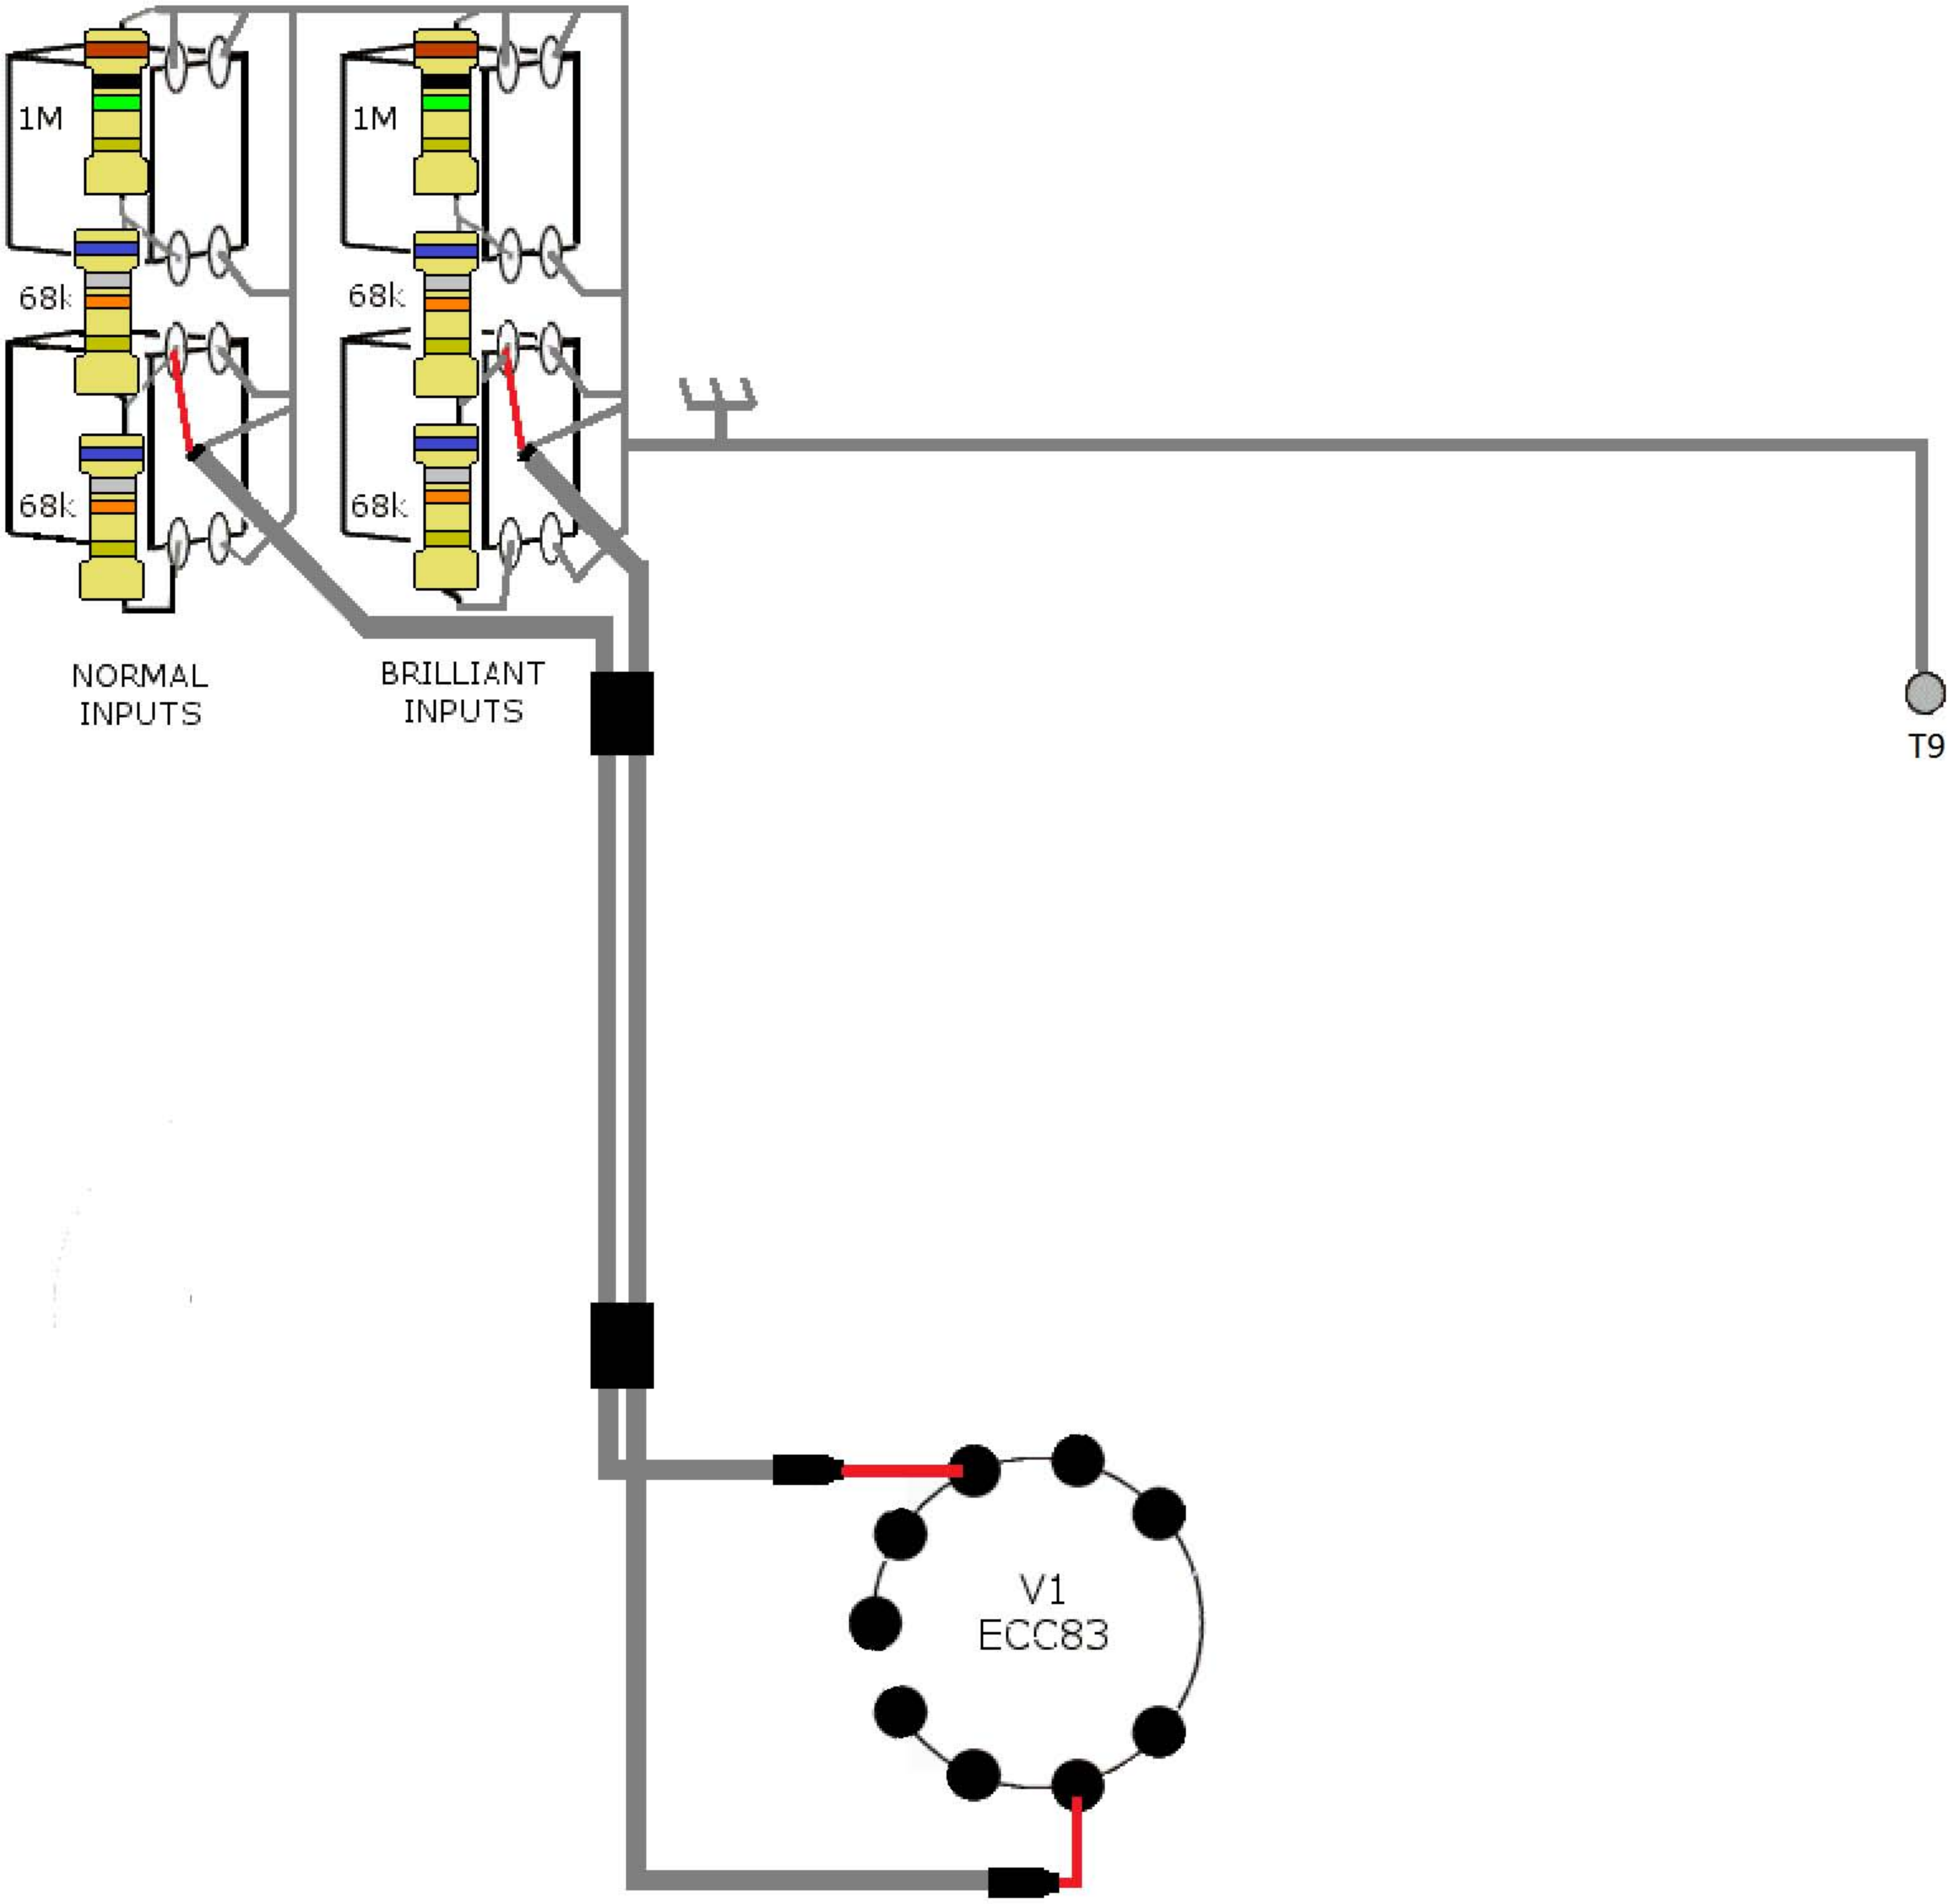 1M
1M
68k
68k
68k
68k
NORMAL
INPUTS
BRILLIANT
INPUTS
T9
V1
ECC83